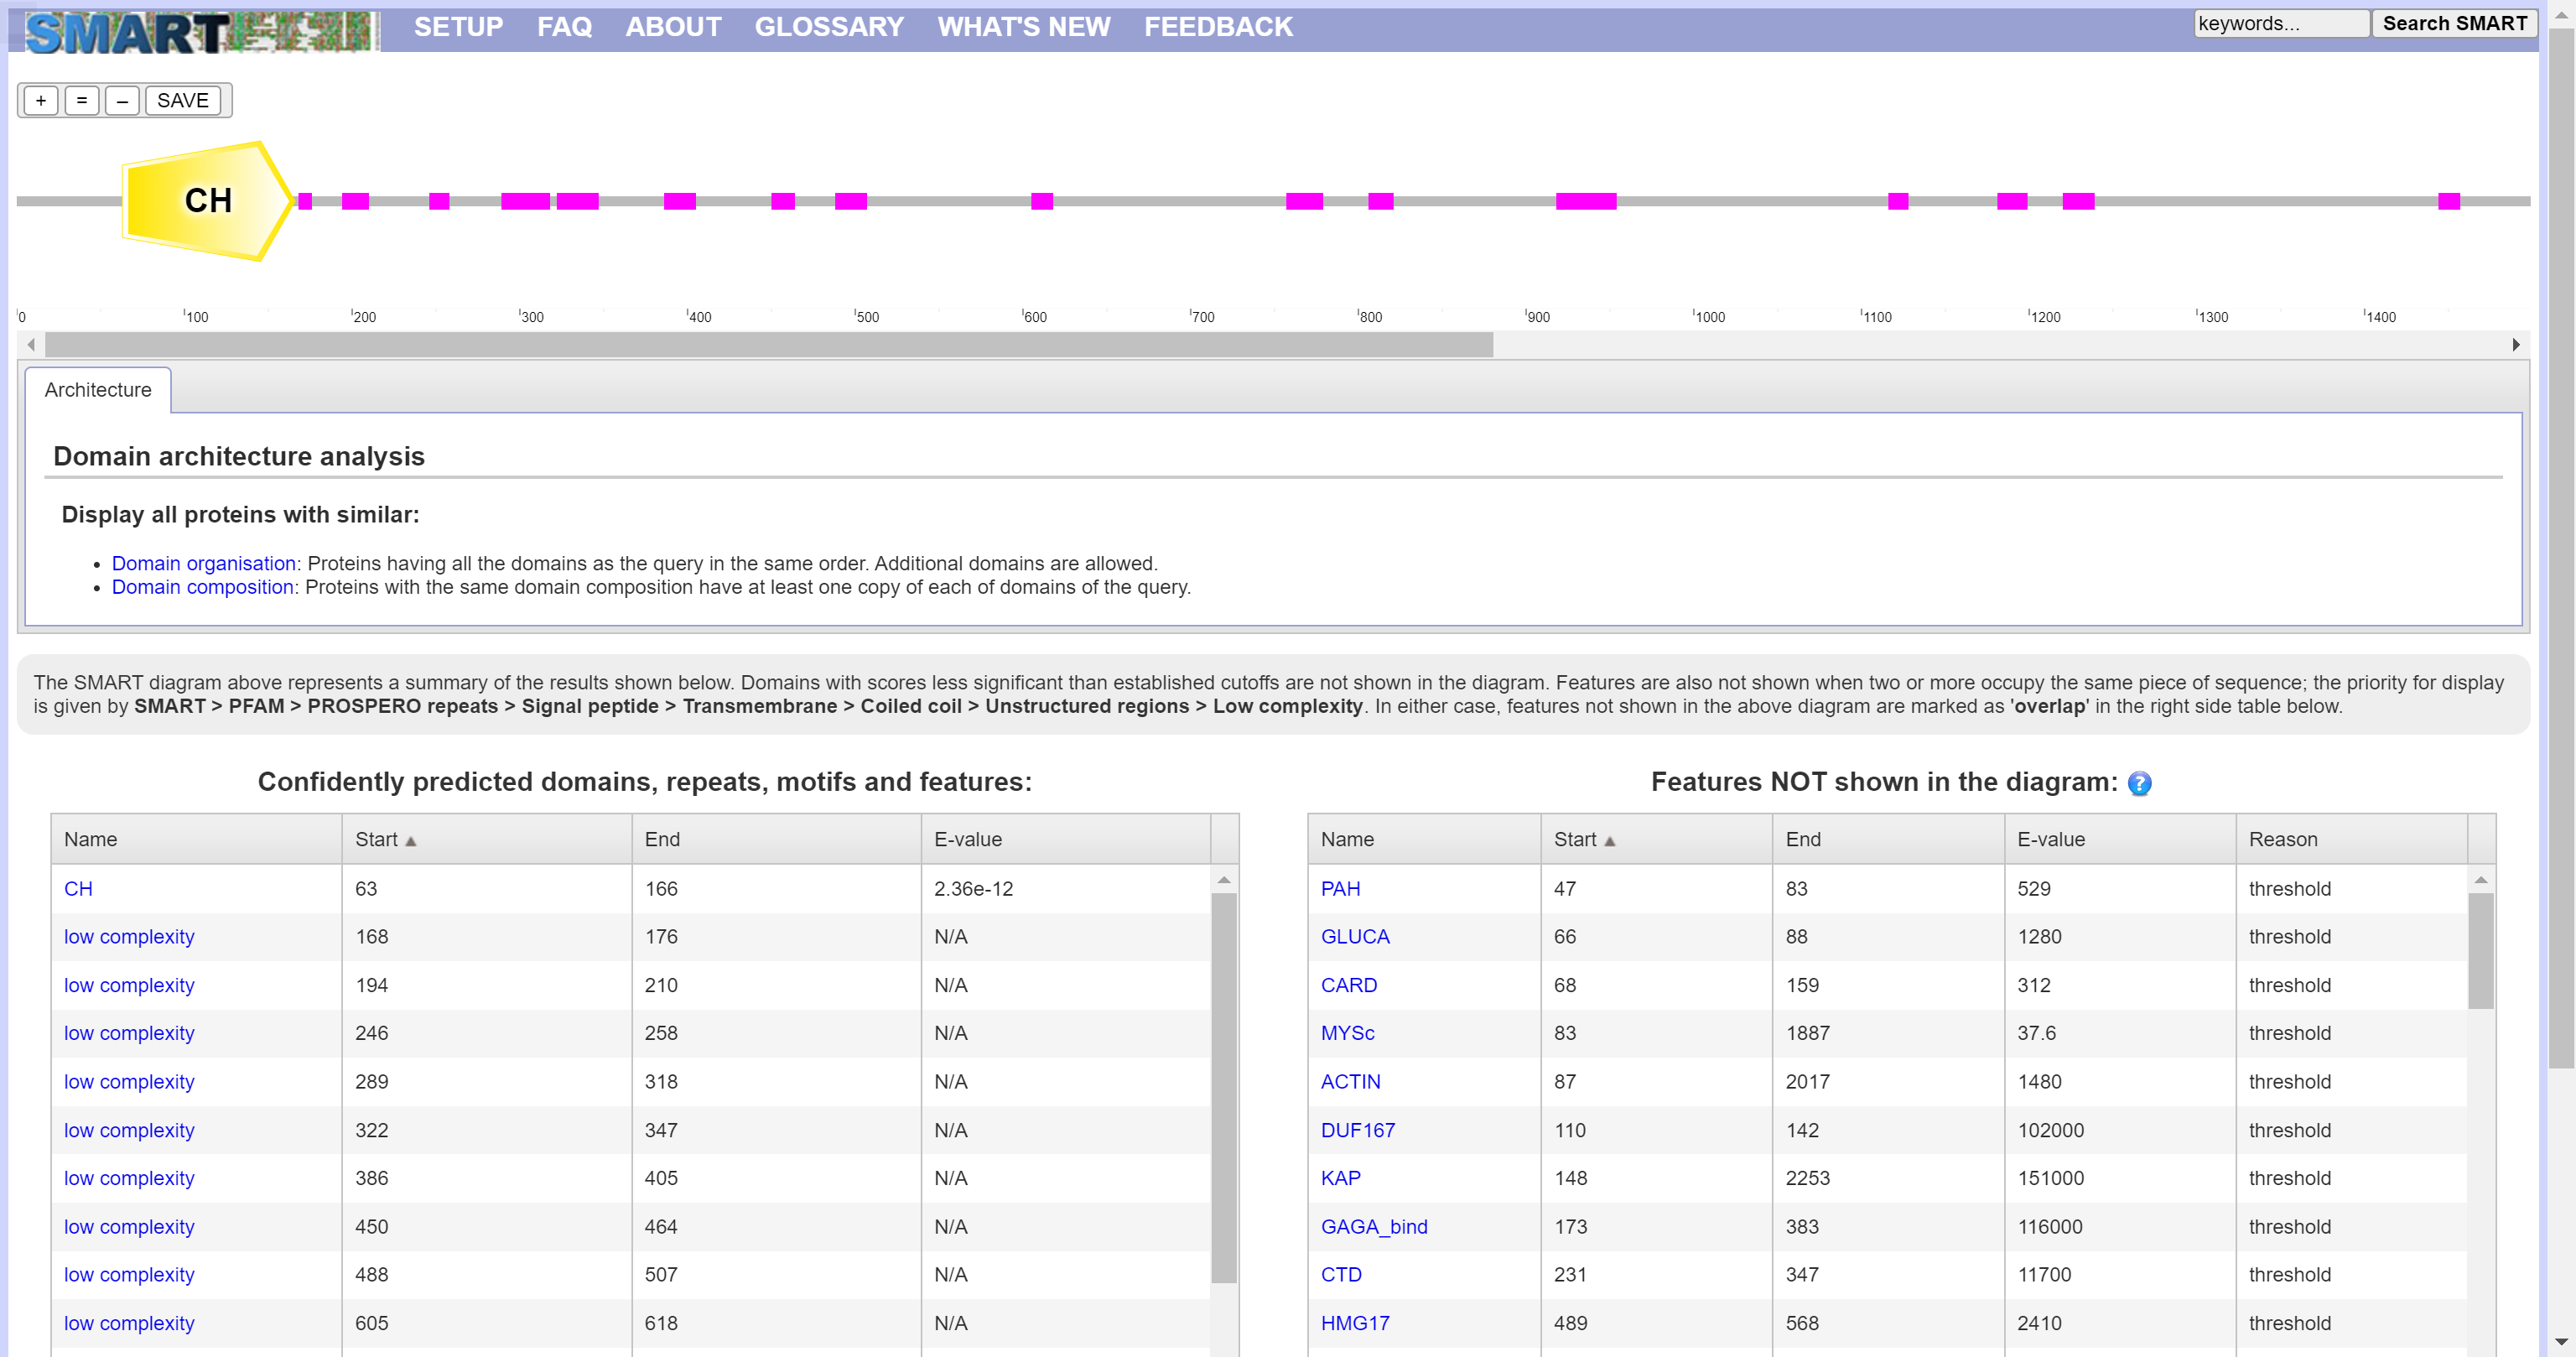 SMART SETUP FAQ ABOUT GLOSSARY WHAT'S NEW FEEDBACK keywords... Search SMART
+ = – SAVE
CH
0 100 200 300 400 500 600 700 800 900 1000 1100 1200 1300 1400
Architecture
Domain architecture analysis
Display all proteins with similar:
• Domain organisation: Proteins having all the domains as the query in the same order. Additional domains are allowed.
• Domain composition: Proteins with the same domain composition have at least one copy of each of domains of the query.
The SMART diagram above represents a summary of the results shown below. Domains with scores less significant than established cutoffs are not shown in the diagram. Features are also not shown when two or more occupy the same piece of sequence; the priority for display
is given by SMART > PFAM > PROSPERO repeats > Signal peptide > Transmembrane > Coiled coil > Unstructured regions > Low complexity. In either case, features not shown in the above diagram are marked as 'overlap' in the right side table below.
Confidently predicted domains, repeats, motifs and features:
Name Start ▲ End E-value
CH 63 166 2.36e-12
low complexity 168 176 N/A
low complexity 194 210 N/A
low complexity 246 258 N/A
low complexity 289 318 N/A
low complexity 322 347 N/A
low complexity 386 405 N/A
low complexity 450 464 N/A
low complexity 488 507 N/A
low complexity 605 618 N/A
Features NOT shown in the diagram: ?
Name Start ▲ End E-value Reason
PAH 47 83 529 threshold
GLUCA 66 88 1280 threshold
CARD 68 159 312 threshold
MYSc 83 1887 37.6 threshold
ACTIN 87 2017 1480 threshold
DUF167 110 142 102000 threshold
KAP 148 2253 151000 threshold
GAGA_bind 173 383 116000 threshold
CTD 231 347 11700 threshold
HMG17 489 568 2410 threshold